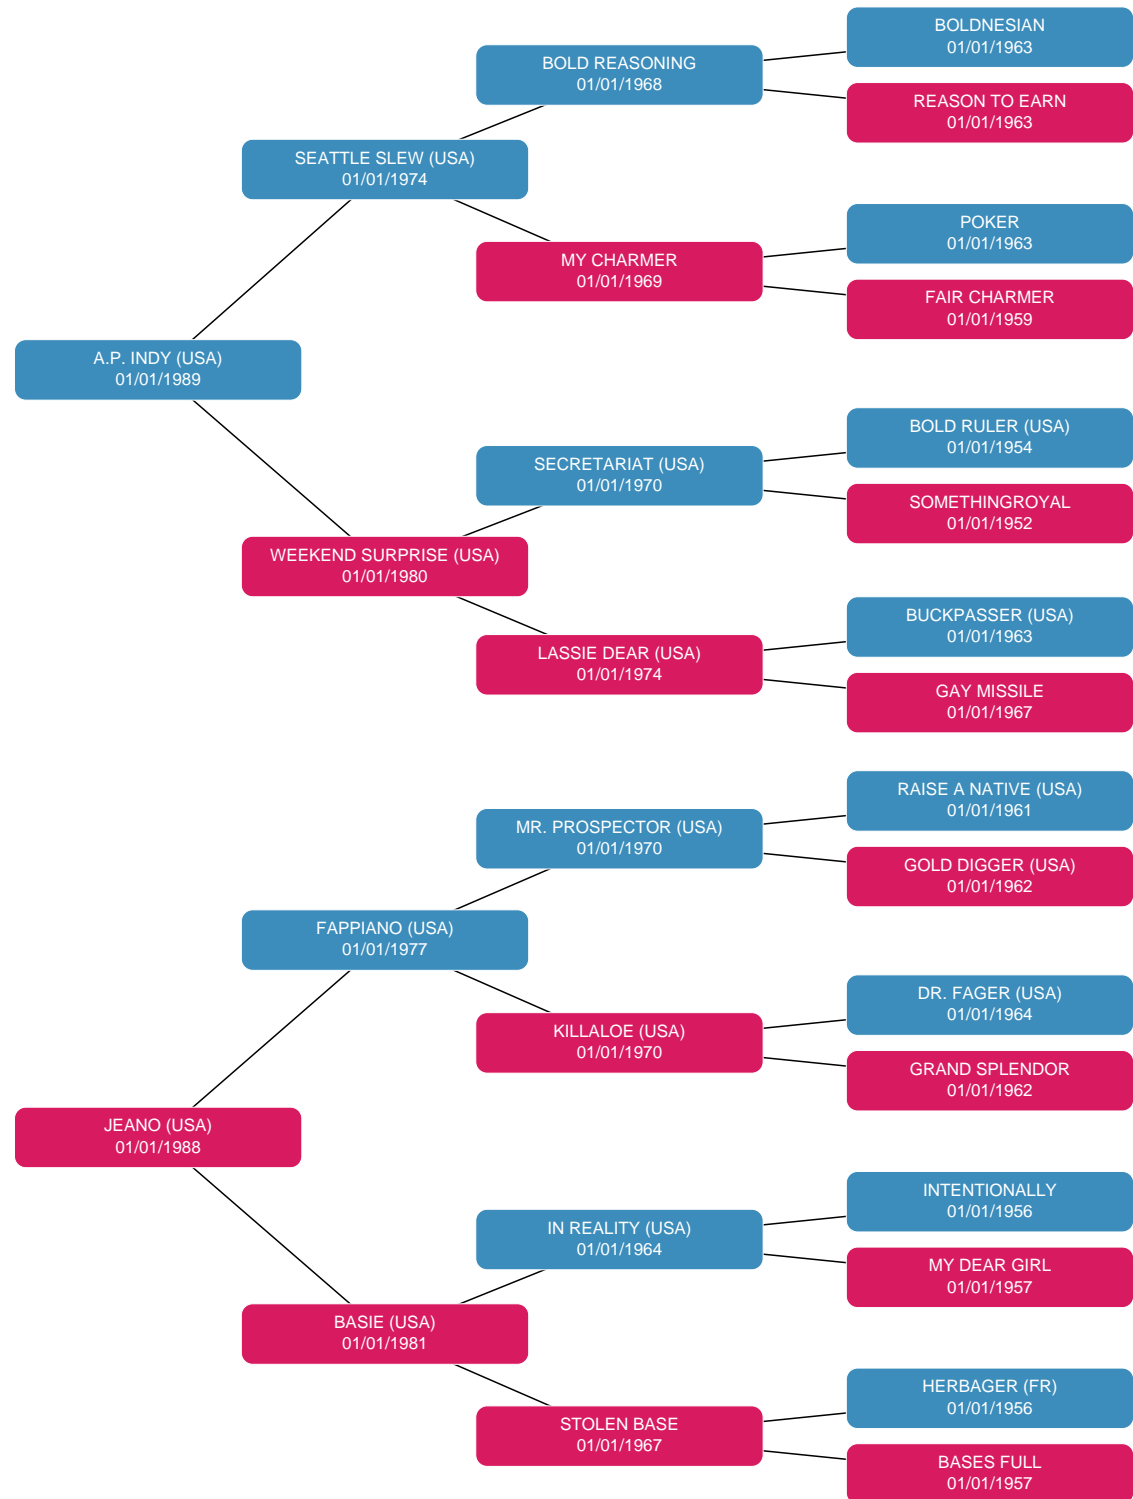 BOLDNESIAN
01/01/1963
BOLD REASONING
01/01/1968
REASON TO EARN
01/01/1963
SEATTLE SLEW (USA)
01/01/1974
POKER
01/01/1963
MY CHARMER
01/01/1969
FAIR CHARMER
01/01/1959
A.P. INDY (USA)
01/01/1989
BOLD RULER (USA)
01/01/1954
SECRETARIAT (USA)
01/01/1970
SOMETHINGROYAL
01/01/1952
WEEKEND SURPRISE (USA)
01/01/1980
BUCKPASSER (USA)
01/01/1963
LASSIE DEAR (USA)
01/01/1974
GAY MISSILE
01/01/1967
RAISE A NATIVE (USA)
01/01/1961
MR. PROSPECTOR (USA)
01/01/1970
GOLD DIGGER (USA)
01/01/1962
FAPPIANO (USA)
01/01/1977
DR. FAGER (USA)
01/01/1964
KILLALOE (USA)
01/01/1970
GRAND SPLENDOR
01/01/1962
JEANO (USA)
01/01/1988
INTENTIONALLY
01/01/1956
IN REALITY (USA)
01/01/1964
MY DEAR GIRL
01/01/1957
BASIE (USA)
01/01/1981
HERBAGER (FR)
01/01/1956
STOLEN BASE
01/01/1967
BASES FULL
01/01/1957